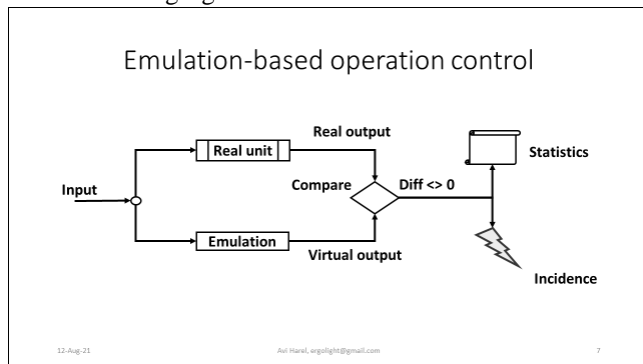 Emulation-based operation control
Real output
Real unit
Statistics
Compare
Diff <> 0
Input
Emulation
Virtual output
Incidence
12-Aug-21
Avi Harel, ergolight@gmail.com
7